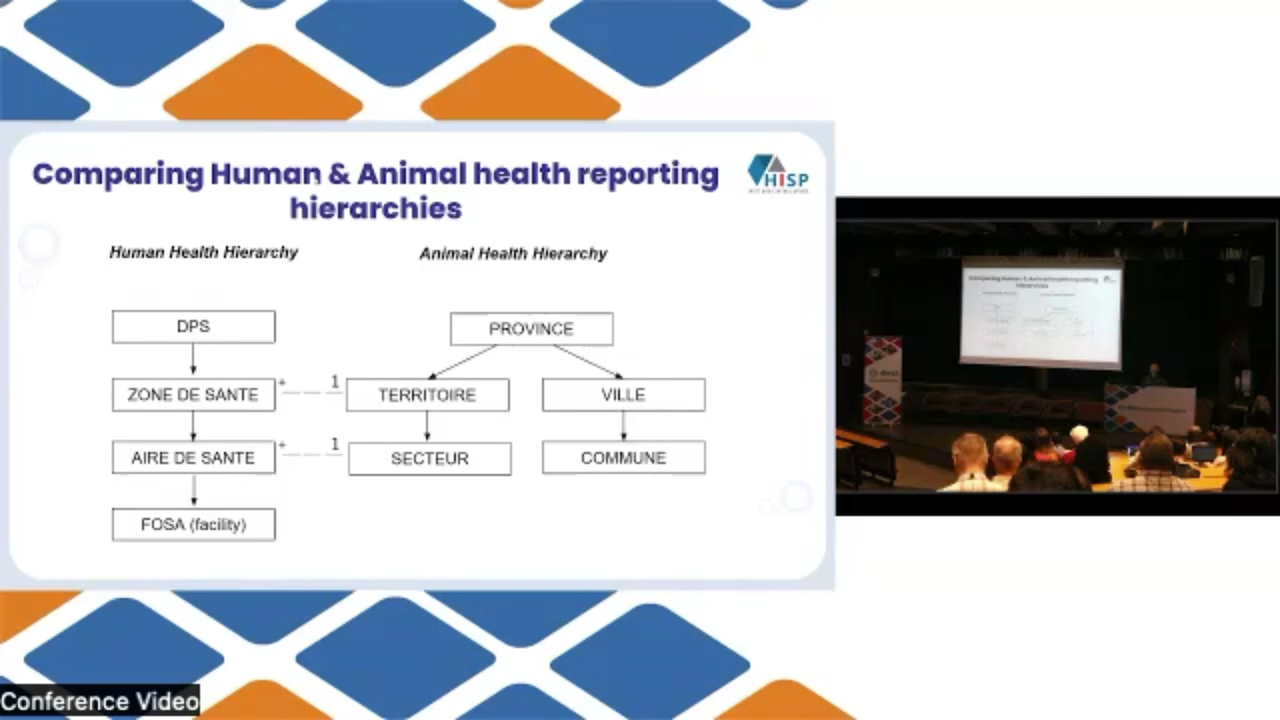 Comparing Human & Animal health reporting
hierarchies
HISP
Human Health Hierarchy
Animal Health Hierarchy
DPS
PROVINCE
ZONE DE SANTE
+
1
TERRITOIRE
VILLE
AIRE DE SANTE
+
1
SECTEUR
COMMUNE
FOSA (facility)
Conference Video